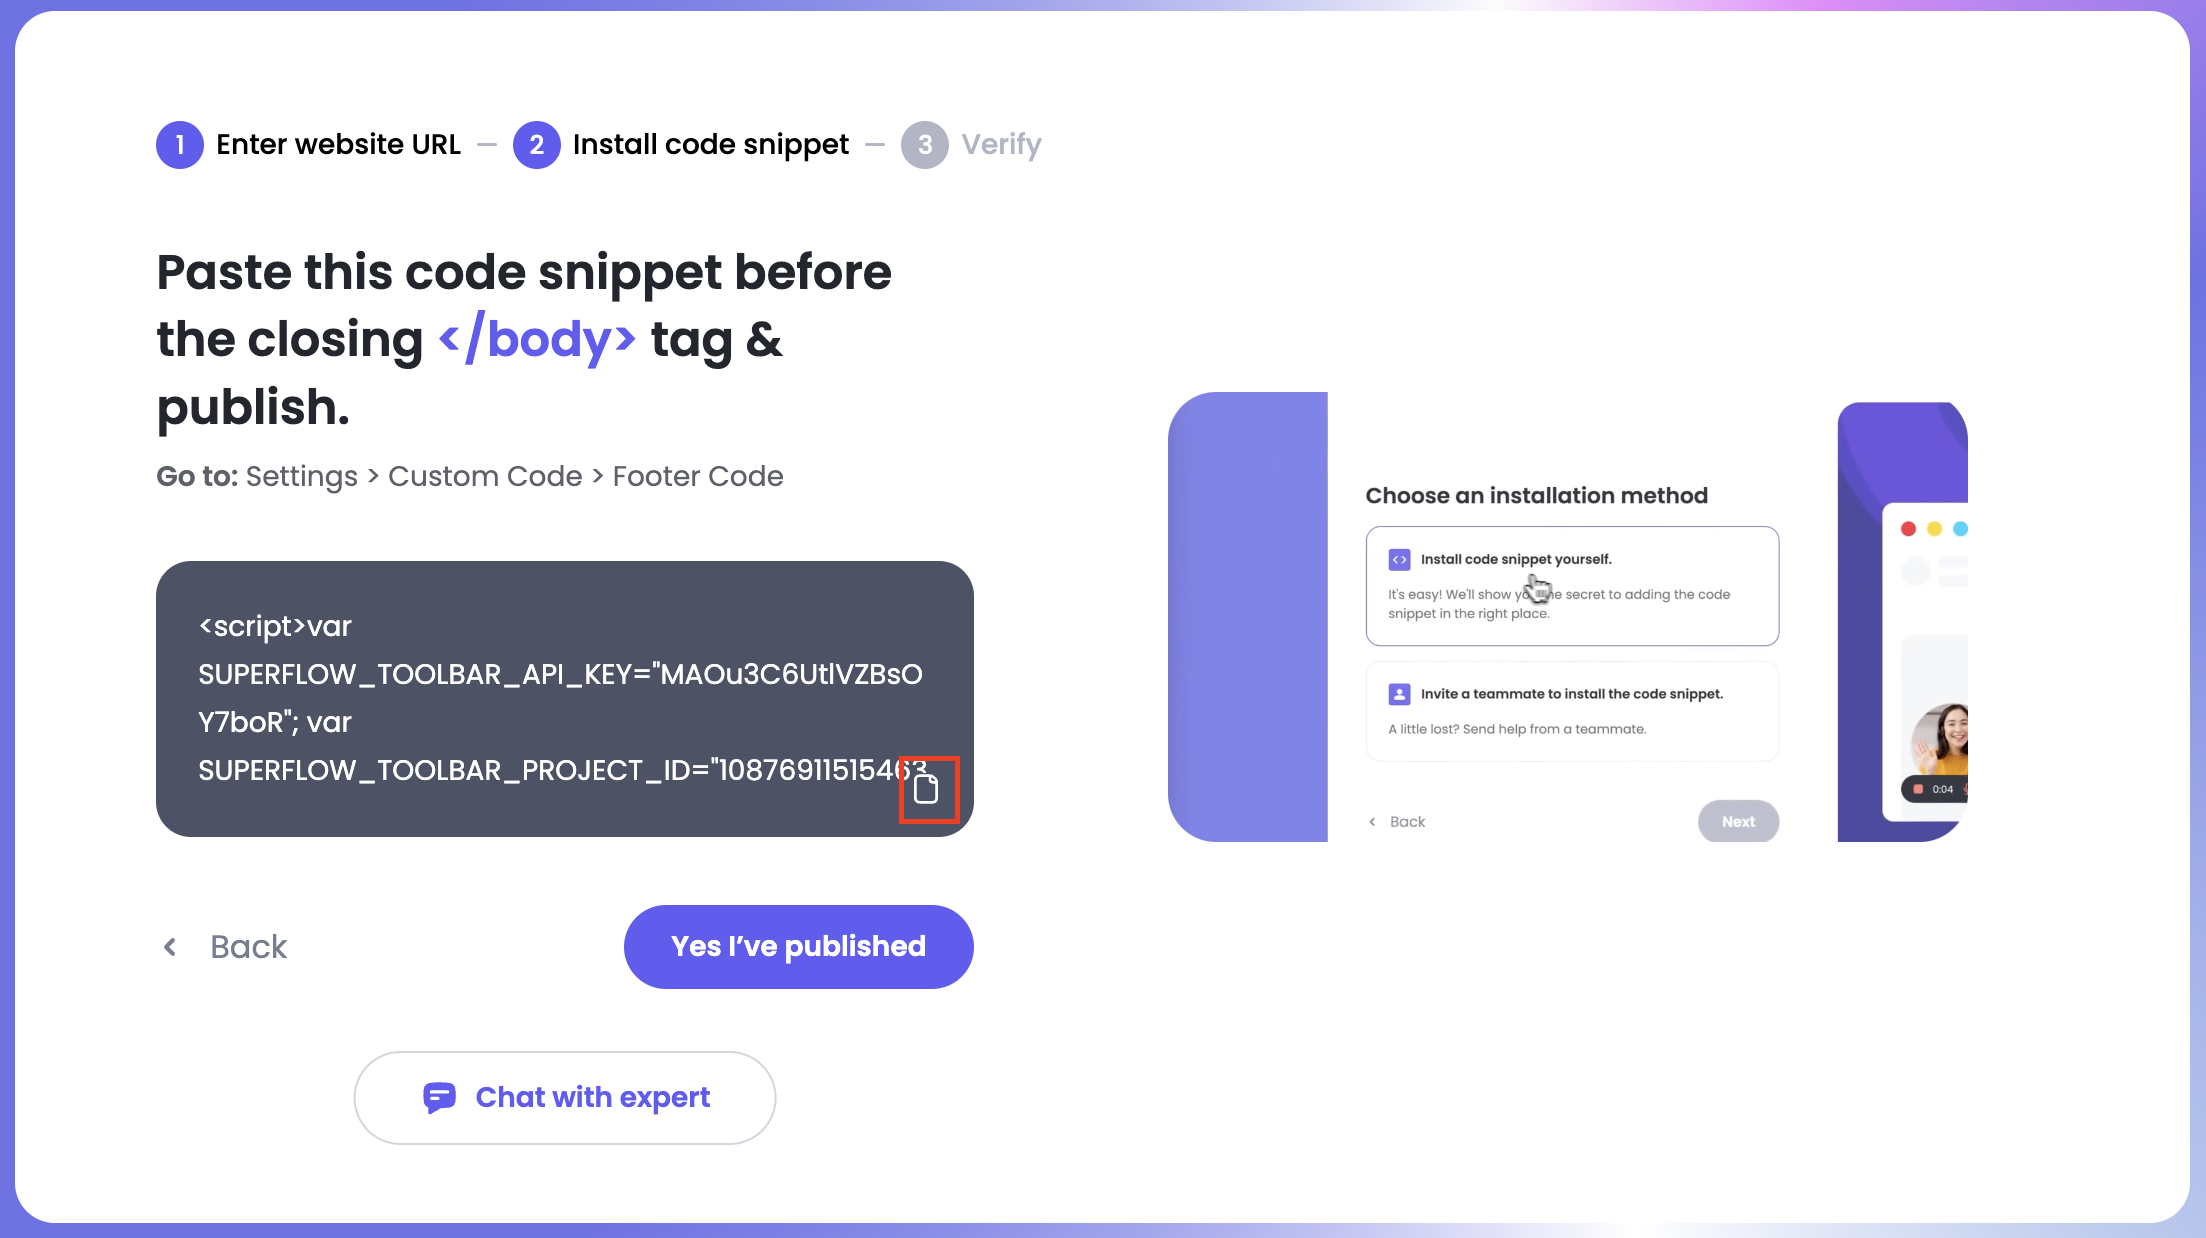 1 Enter website URL – 2 Install code snippet – 3 Verify
Paste this code snippet before
the closing </body> tag &
publish.
Go to: Settings > Custom Code > Footer Code
<script>var
SUPERFLOW_TOOLBAR_API_KEY="MAOu3C6UtlVZBsO
Y7boR"; var
SUPERFLOW_TOOLBAR_PROJECT_ID="10876911515463
Back
Yes I’ve published
Chat with expert
Choose an installation method
Install code snippet yourself.
It's easy! We'll show secret to adding the code
snippet in the right place.
Invite a teammate to install the code snippet.
A little lost? Send help from a teammate.
Back
Next
0:04